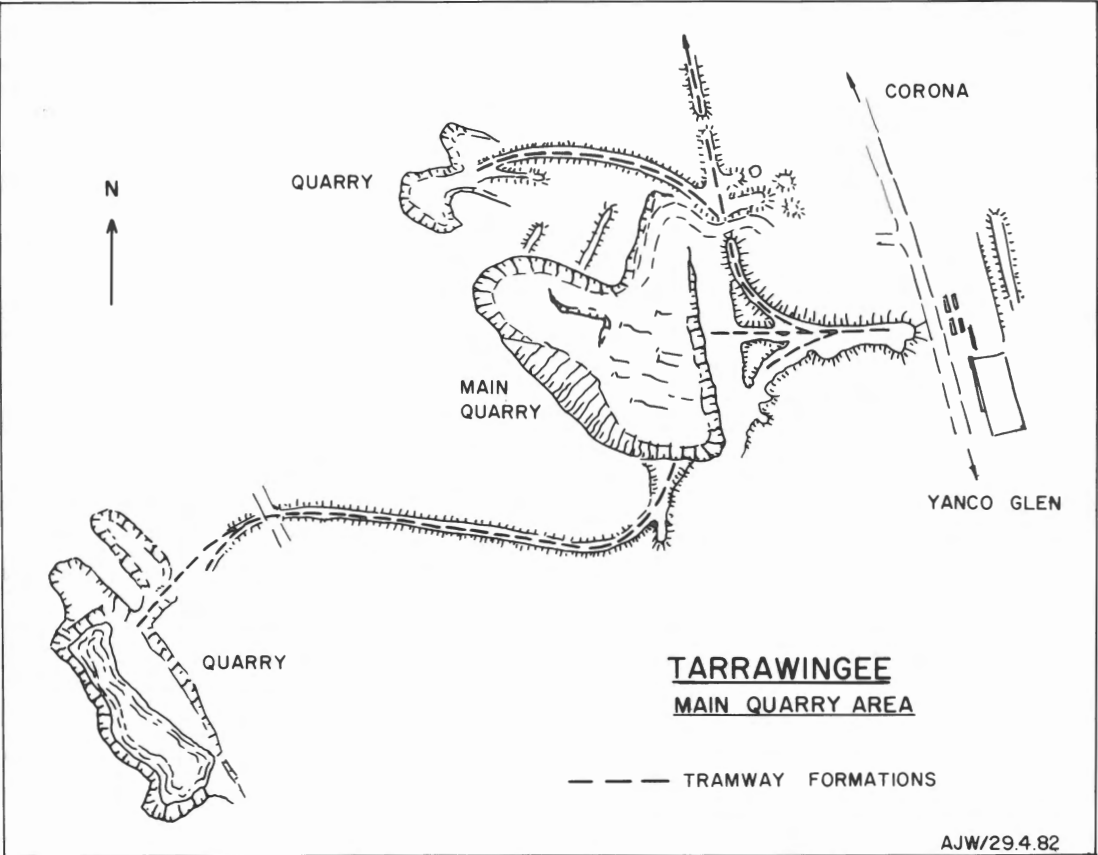 CORONA
N
QUARRY
MAIN
QUARRY
YANCO GLEN
QUARRY
TARRAWINGEE
MAIN QUARRY AREA
TRAMWAY FORMATIONS
AJW/29.4.82